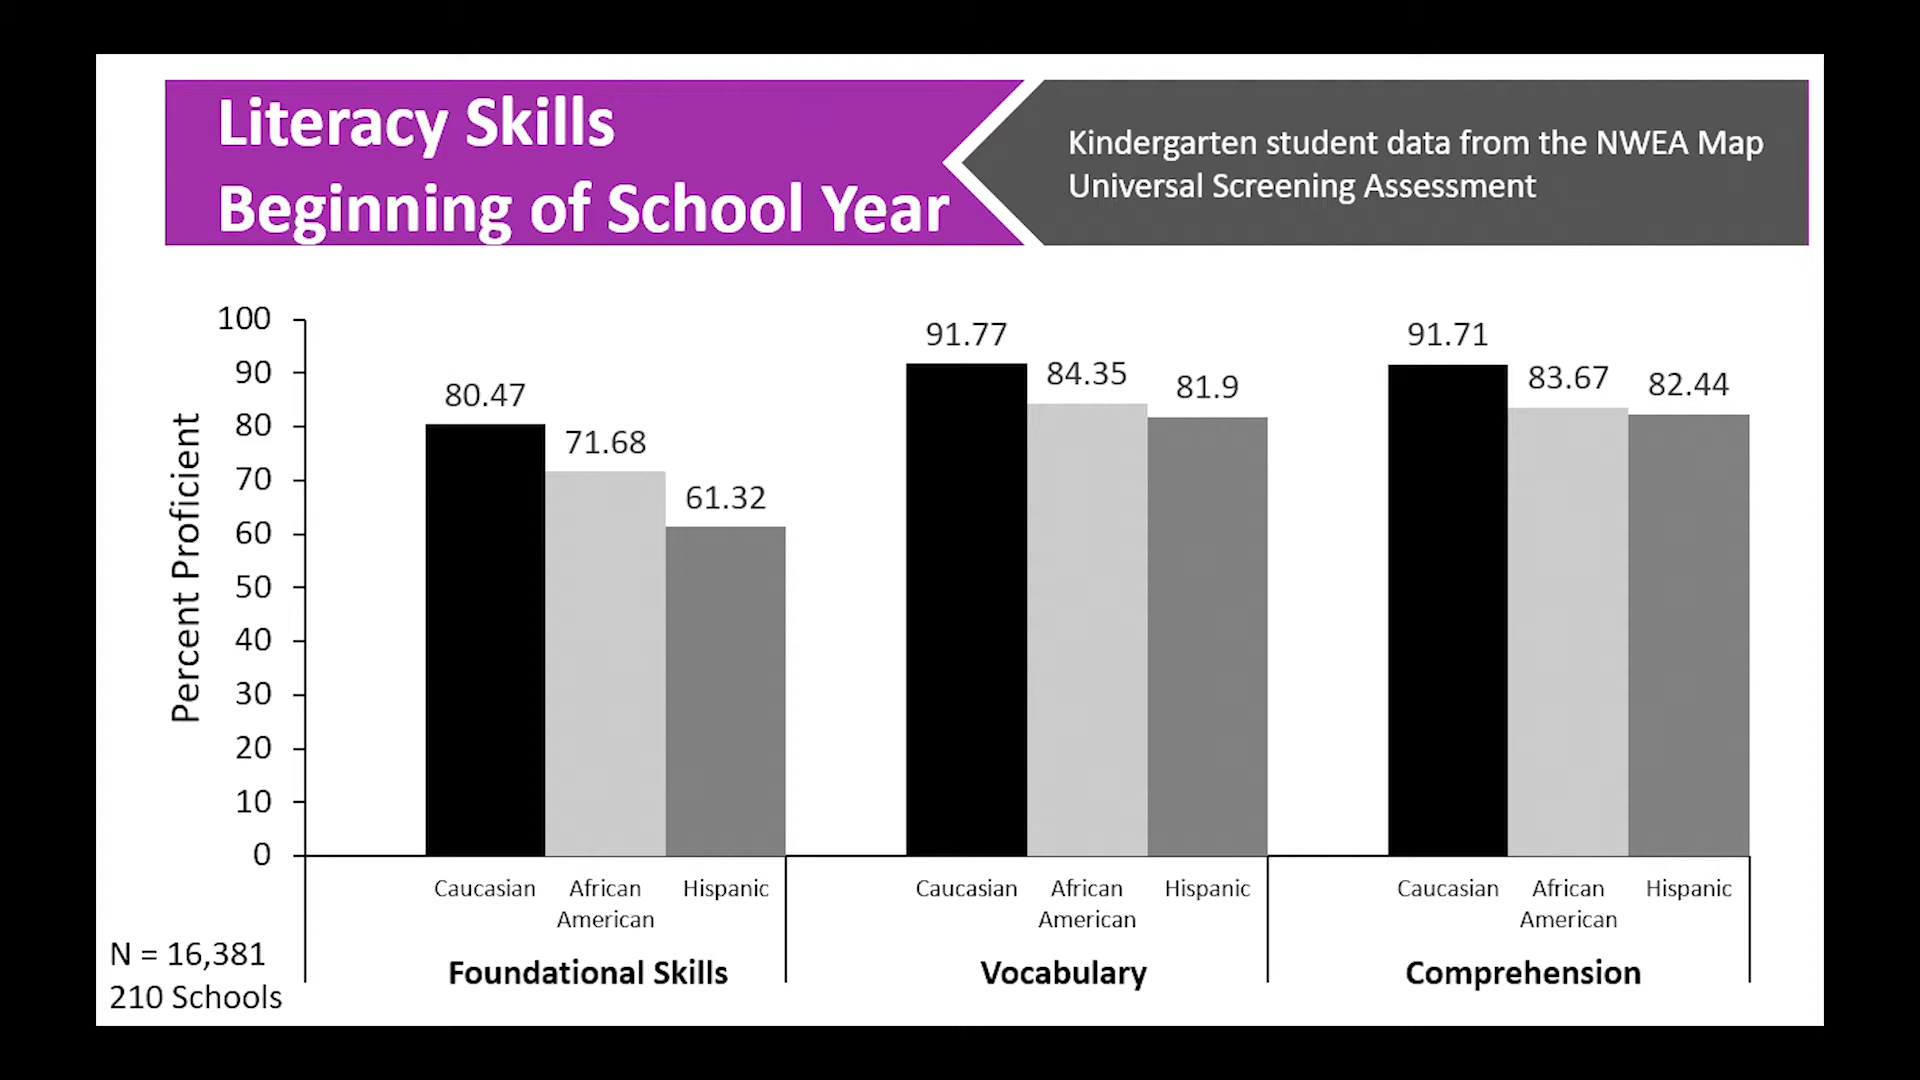 Literacy Skills
Beginning of School Year
Kindergarten student data from the NWEA Map
Universal Screening Assessment
Percent Proficient
100
90
80
70
60
50
40
30
20
10
0
80.47
71.68
61.32
91.77
84.35
81.9
91.71
83.67
82.44
Caucasian
African
American
Hispanic
Caucasian
African
American
Hispanic
Caucasian
African
American
Hispanic
Foundational Skills
Vocabulary
Comprehension
N = 16,381
210 Schools